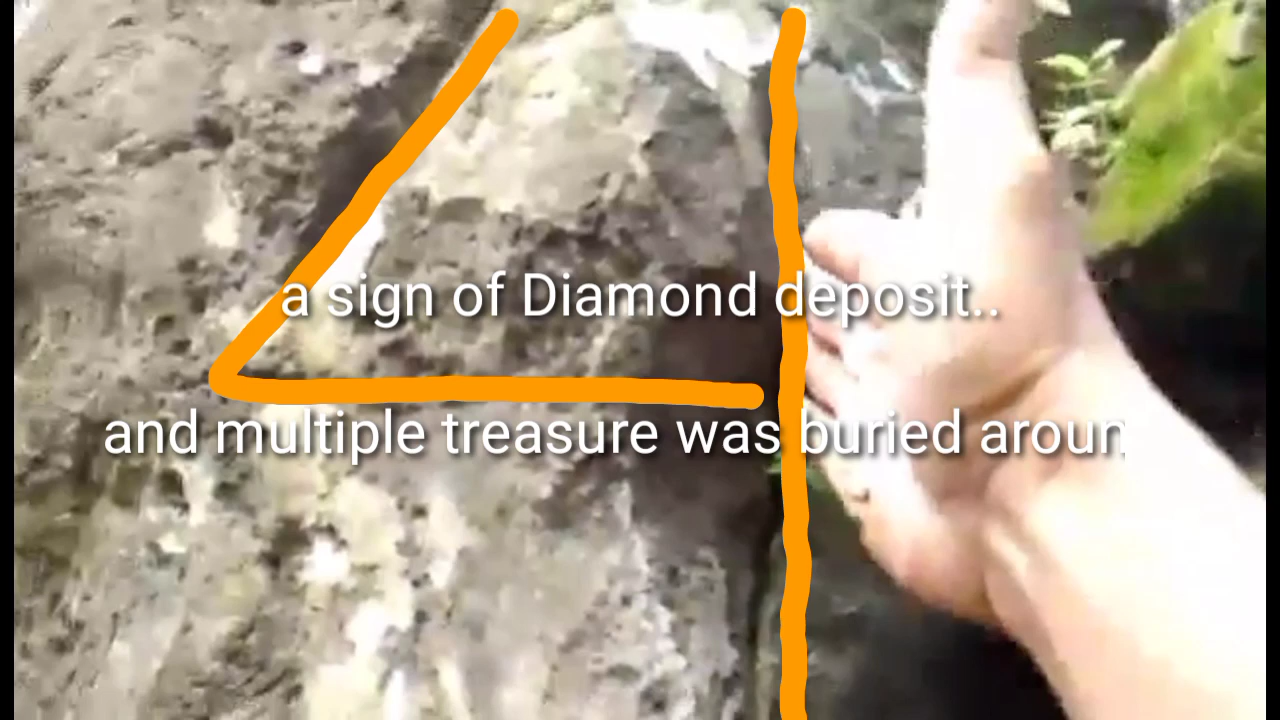 a sign of Diamond deposit..
and multiple treasure was buried aroun